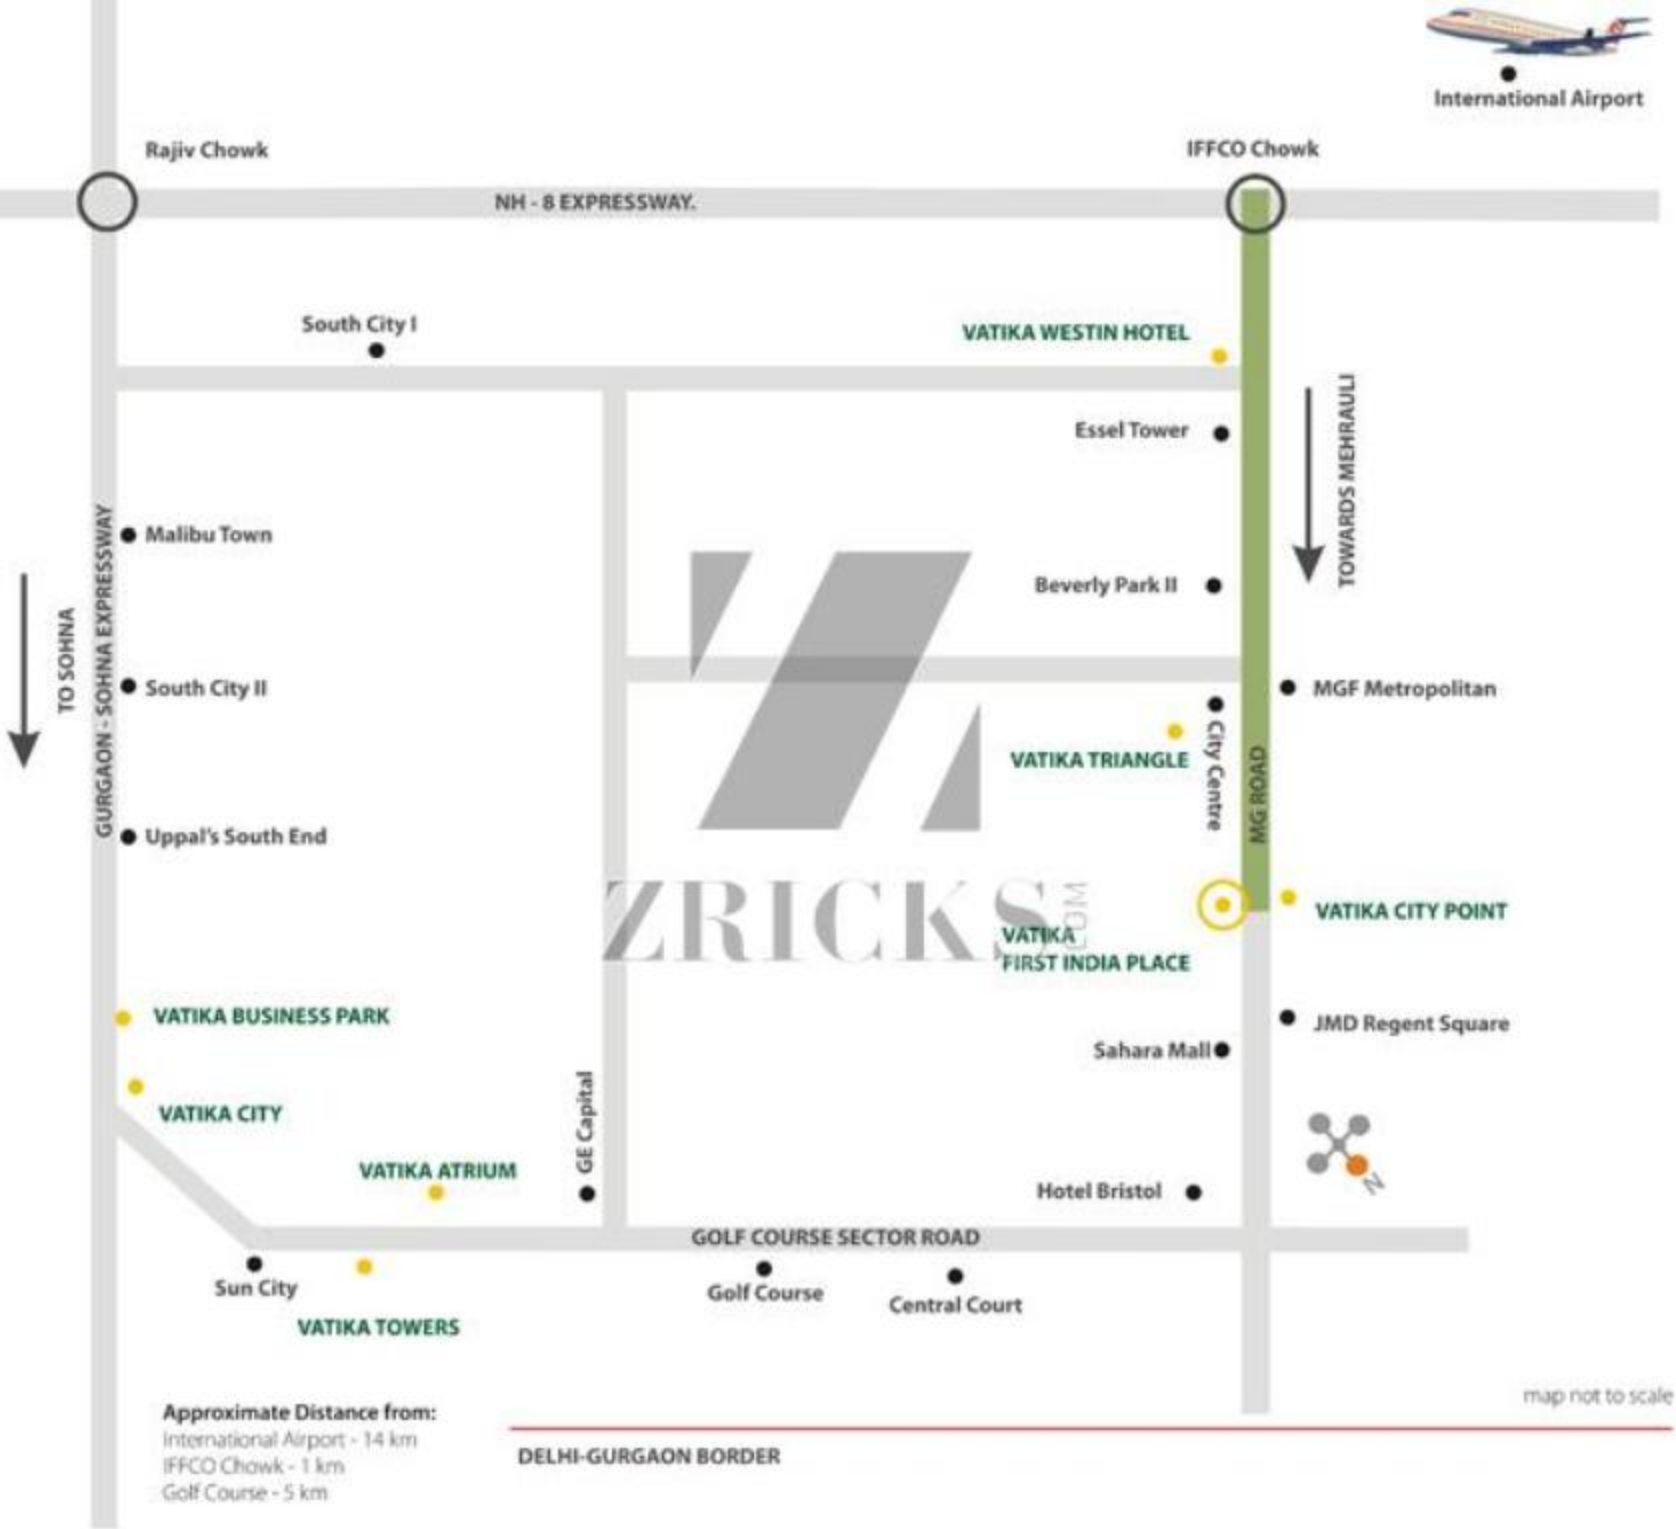 International Airport
Rajiv Chowk
IFFCO Chowk
NH - 8 EXPRESSWAY.
South City I
VATIKA WESTIN HOTEL
Essel Tower
TOWARDS MEHRAULI
Malibu Town
Beverly Park II
TO SOHNA
GURGAON - SOHNA EXPRESSWAY
South City II
MGF Metropolitan
City Centre
VATIKA TRIANGLE
MG ROAD
Uppal's South End
ZRICKS
.COM
VATIKA CITY POINT
VATIKA
FIRST INDIA PLACE
VATIKA BUSINESS PARK
JMD Regent Square
Sahara Mall
VATIKA CITY
GE Capital
VATIKA ATRIUM
Hotel Bristol
N
GOLF COURSE SECTOR ROAD
Sun City
Golf Course
Central Court
VATIKA TOWERS
map not to scale
Approximate Distance from:
International Airport - 14 km
IFFCO Chowk - 1 km
Golf Course - 5 km
DELHI-GURGAON BORDER